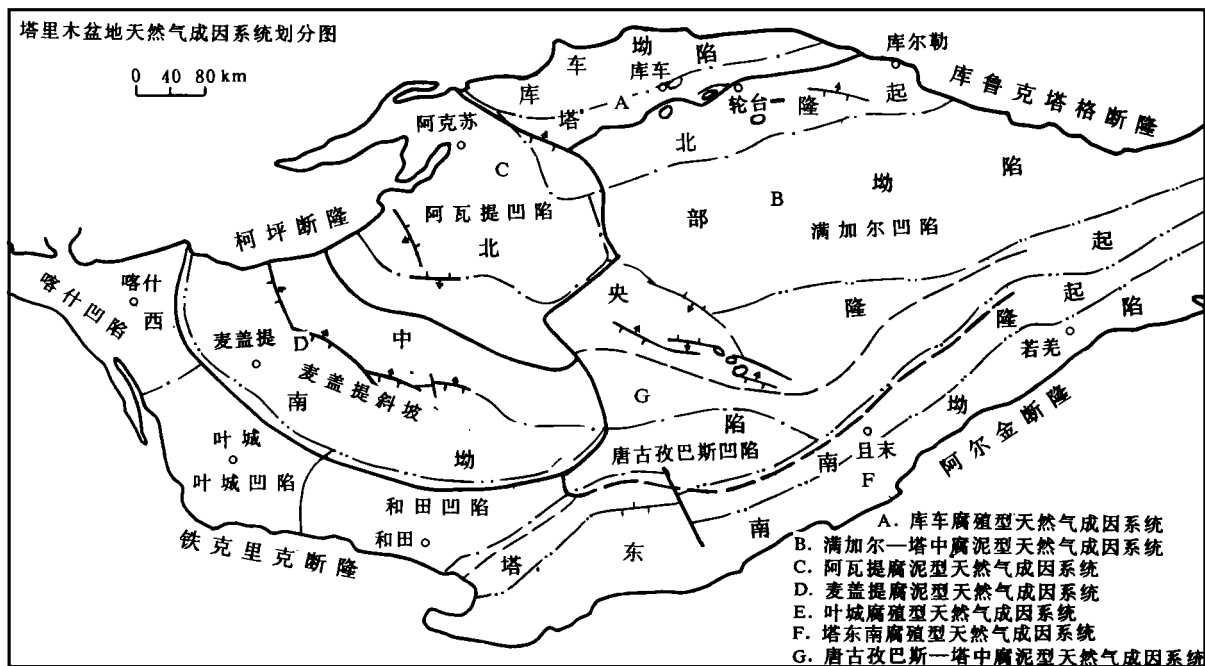 塔里木盆地天然气成因系统划分图
0 40 80 km
库车坳陷
库车
库尔勒
库鲁克塔格断隆
A
轮台
塔北隆起
阿克苏
C
阿瓦提凹陷
B
北部坳陷
满加尔凹陷
柯坪断隆
喀什
喀什凹陷
麦盖提
D
麦盖提斜坡
中央隆起
G
若羌
唐古孜巴斯凹陷
且末
阿尔金断隆
西南坳陷
叶城
叶城凹陷
和田凹陷
和田
铁克里克断隆
塔南隆起
东南坳陷
F
A. 库车腐殖型天然气成因系统
B. 满加尔—塔中腐泥型天然气成因系统
C. 阿瓦提腐泥型天然气成因系统
D. 麦盖提腐泥型天然气成因系统
E. 叶城腐殖型天然气成因系统
F. 塔东南腐殖型天然气成因系统
G. 唐古孜巴斯—塔中腐泥型天然气成因系统